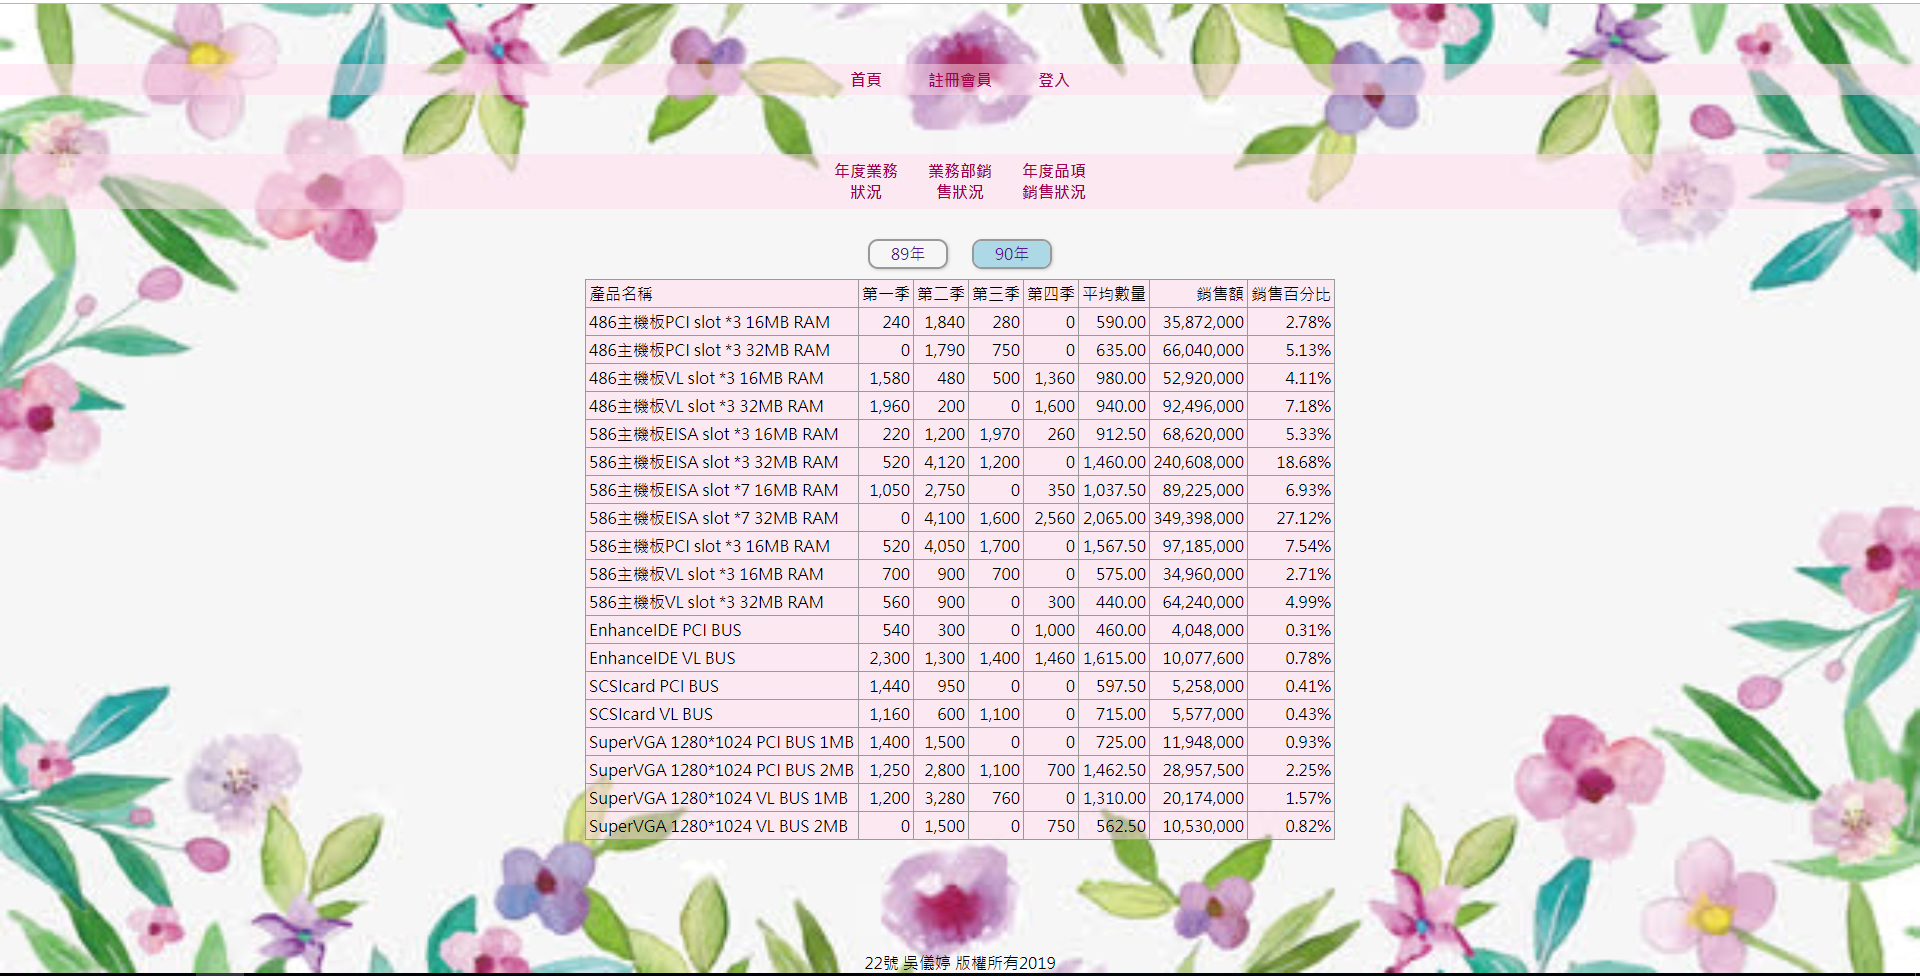 首頁 註冊會員 登入
年度業務狀況 業務部銷售狀況 年度品項銷售狀況
89年 90年
產品名稱 第一季 第二季 第三季 第四季 平均數量 銷售額 銷售百分比
486主機板PCI slot *3 16MB RAM 240 1,840 280 0 590.00 35,872,000 2.78%
486主機板PCI slot *3 32MB RAM 0 1,790 750 0 635.00 66,040,000 5.13%
486主機板VL slot *3 16MB RAM 1,580 480 500 1,360 980.00 52,920,000 4.11%
486主機板VL slot *3 32MB RAM 1,960 200 0 1,600 940.00 92,496,000 7.18%
586主機板EISA slot *3 16MB RAM 220 1,200 1,970 260 912.50 68,620,000 5.33%
586主機板EISA slot *3 32MB RAM 520 4,120 1,200 0 1,460.00 240,608,000 18.68%
586主機板EISA slot *7 16MB RAM 1,050 2,750 0 350 1,037.50 89,225,000 6.93%
586主機板EISA slot *7 32MB RAM 0 4,100 1,600 2,560 2,065.00 349,398,000 27.12%
586主機板PCI slot *3 16MB RAM 520 4,050 1,700 0 1,567.50 97,185,000 7.54%
586主機板VL slot *3 16MB RAM 700 900 700 0 575.00 34,960,000 2.71%
586主機板VL slot *3 32MB RAM 560 900 0 300 440.00 64,240,000 4.99%
EnhanceIDE PCI BUS 540 300 0 1,000 460.00 4,048,000 0.31%
EnhanceIDE VL BUS 2,300 1,300 1,400 1,460 1,615.00 10,077,600 0.78%
SCSIcard PCI BUS 1,440 950 0 0 597.50 5,258,000 0.41%
SCSIcard VL BUS 1,160 600 1,100 0 715.00 5,577,000 0.43%
SuperVGA 1280*1024 PCI BUS 1MB 1,400 1,500 0 0 725.00 11,948,000 0.93%
SuperVGA 1280*1024 PCI BUS 2MB 1,250 2,800 1,100 700 1,462.50 28,957,500 2.25%
SuperVGA 1280*1024 VL BUS 1MB 1,200 3,280 760 0 1,310.00 20,174,000 1.57%
SuperVGA 1280*1024 VL BUS 2MB 0 1,500 0 750 562.50 10,530,000 0.82%
22號 吳儀婷 版權所有2019